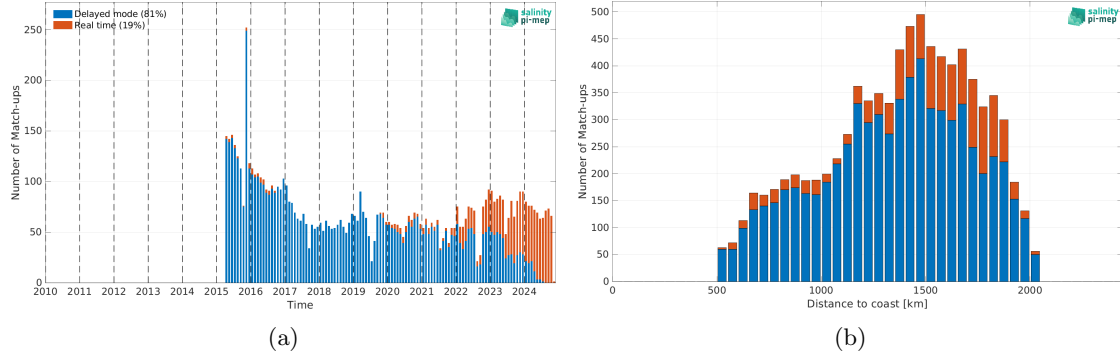 Delayed mode (81%)
Real time (19%)
salinity
pi-mep
Number of Match-ups
250
200
150
100
50
0
2010 2011 2012 2013 2014 2015 2016 2017 2018 2019 2020 2021 2022 2023 2024
Time
(a)
salinity
pi-mep
Number of Match-ups
500
450
400
350
300
250
200
150
100
50
0
0 500 1000 1500 2000
Distance to coast [km]
(b)